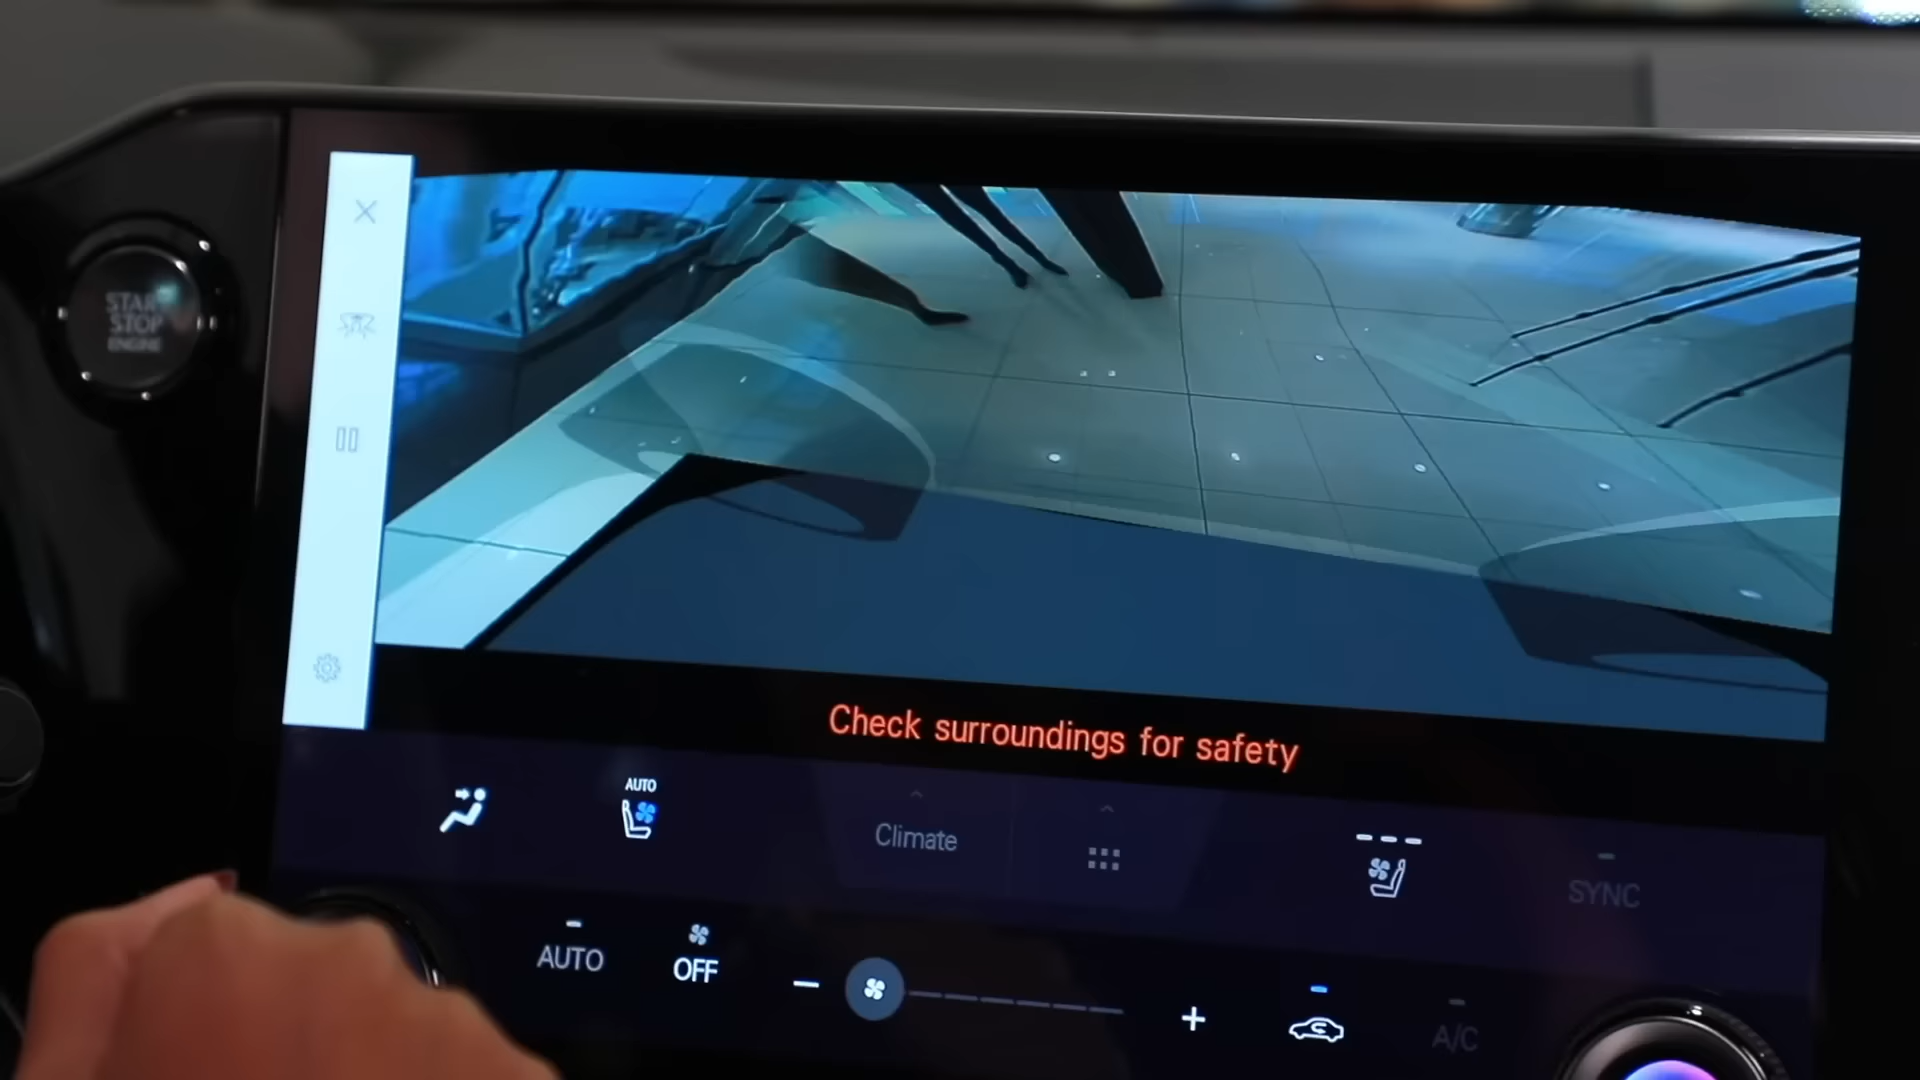 START
STOP
ENGINE
Check surroundings for safety
AUTO
Climate
SYNC
AUTO
OFF
A/C